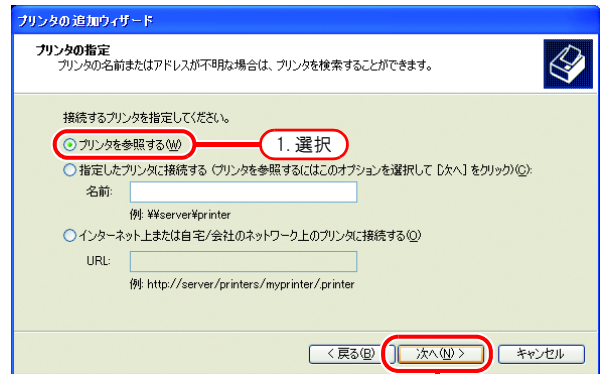 プリンタの追加ウィザード
プリンタの指定
プリンタの名前またはアドレスが不明な場合は、プリンタを検索することができます。
接続するプリンタを指定してください。
プリンタを参照する(W)
1. 選択
指定したプリンタに接続する (プリンタを参照するにはこのオプションを選択して [次へ] をクリック)(C):
名前:
例: ¥¥server¥printer
インターネット上または自宅/会社のネットワーク上のプリンタに接続する(O)
URL:
例: http://server/printers/myprinter/.printer
< 戻る(B) 次へ(N) > キャンセル